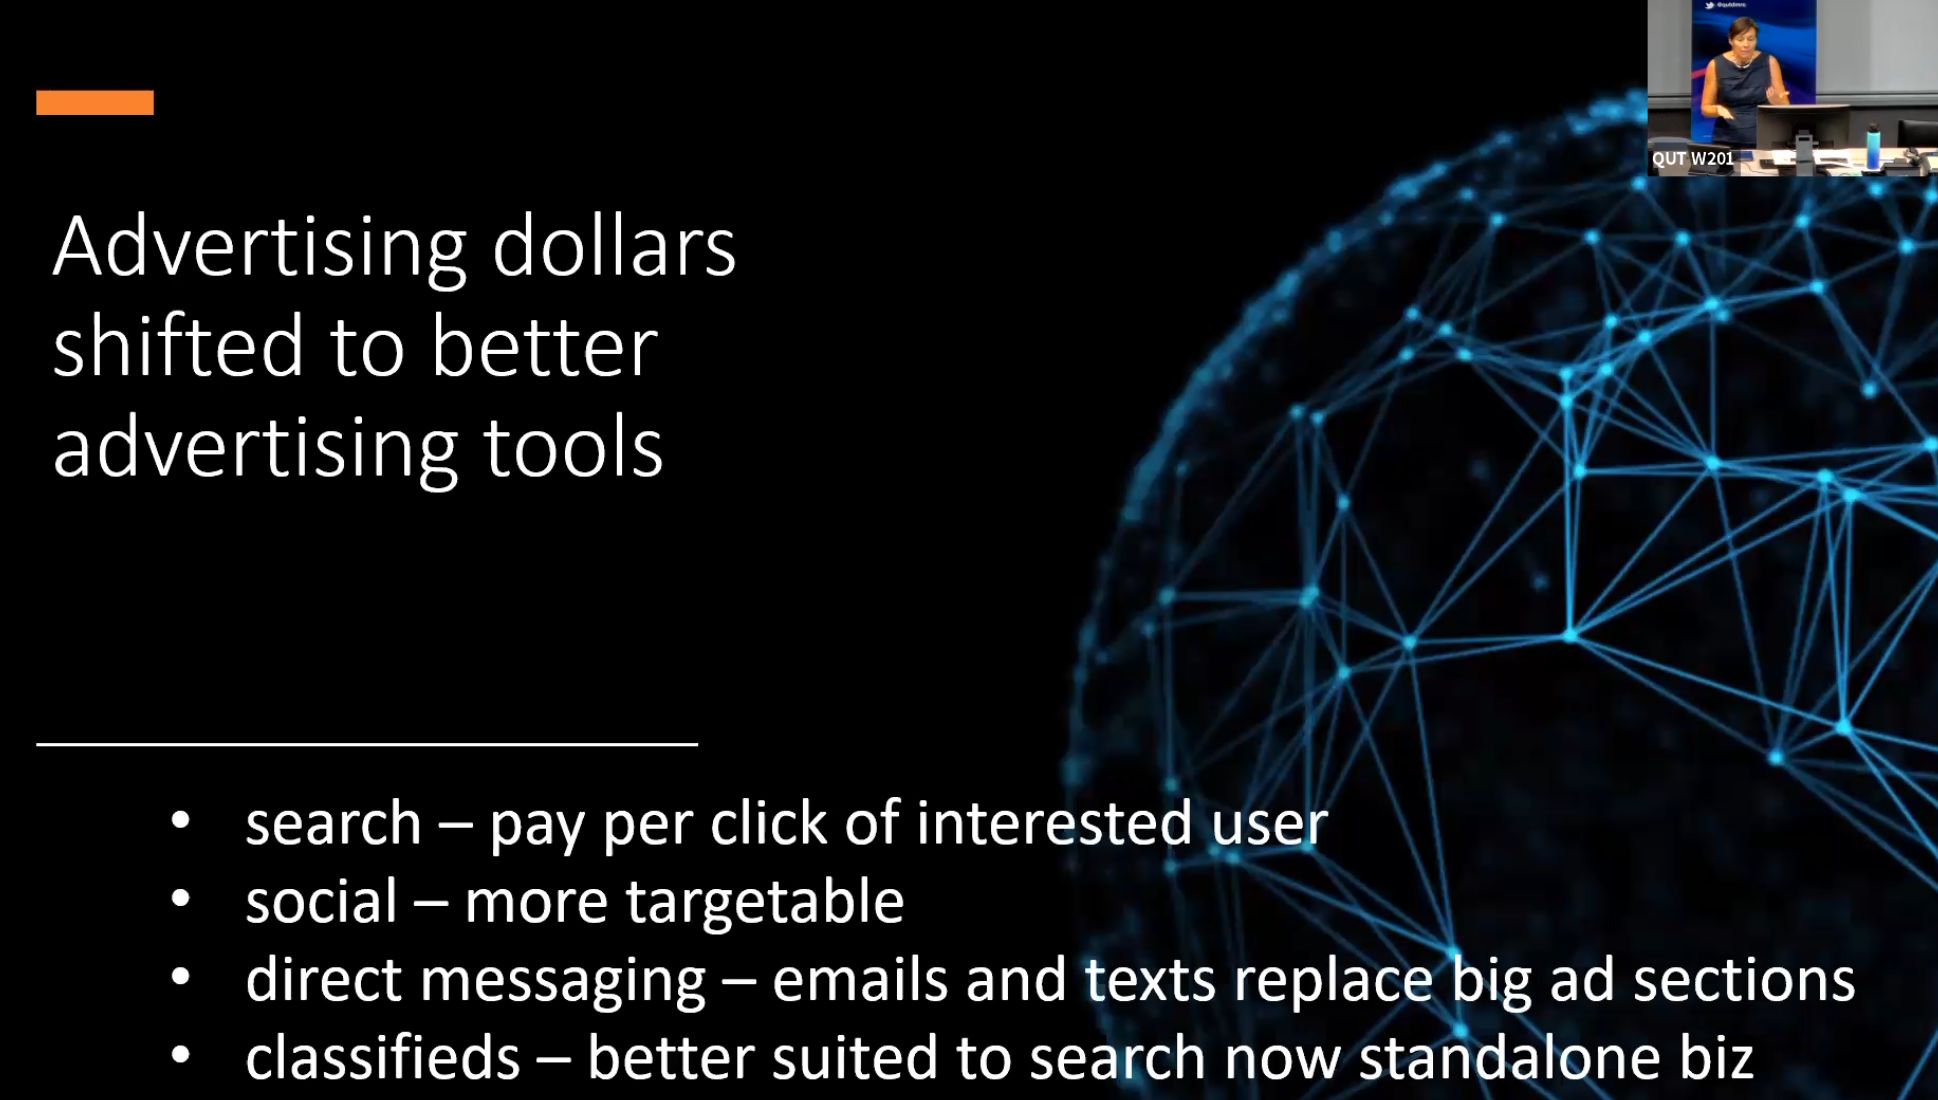 @qutdmrc
QUT W201
Advertising dollars
shifted to better
advertising tools
• search – pay per click of interested user
• social – more targetable
• direct messaging – emails and texts replace big ad sections
• classifieds – better suited to search now standalone biz